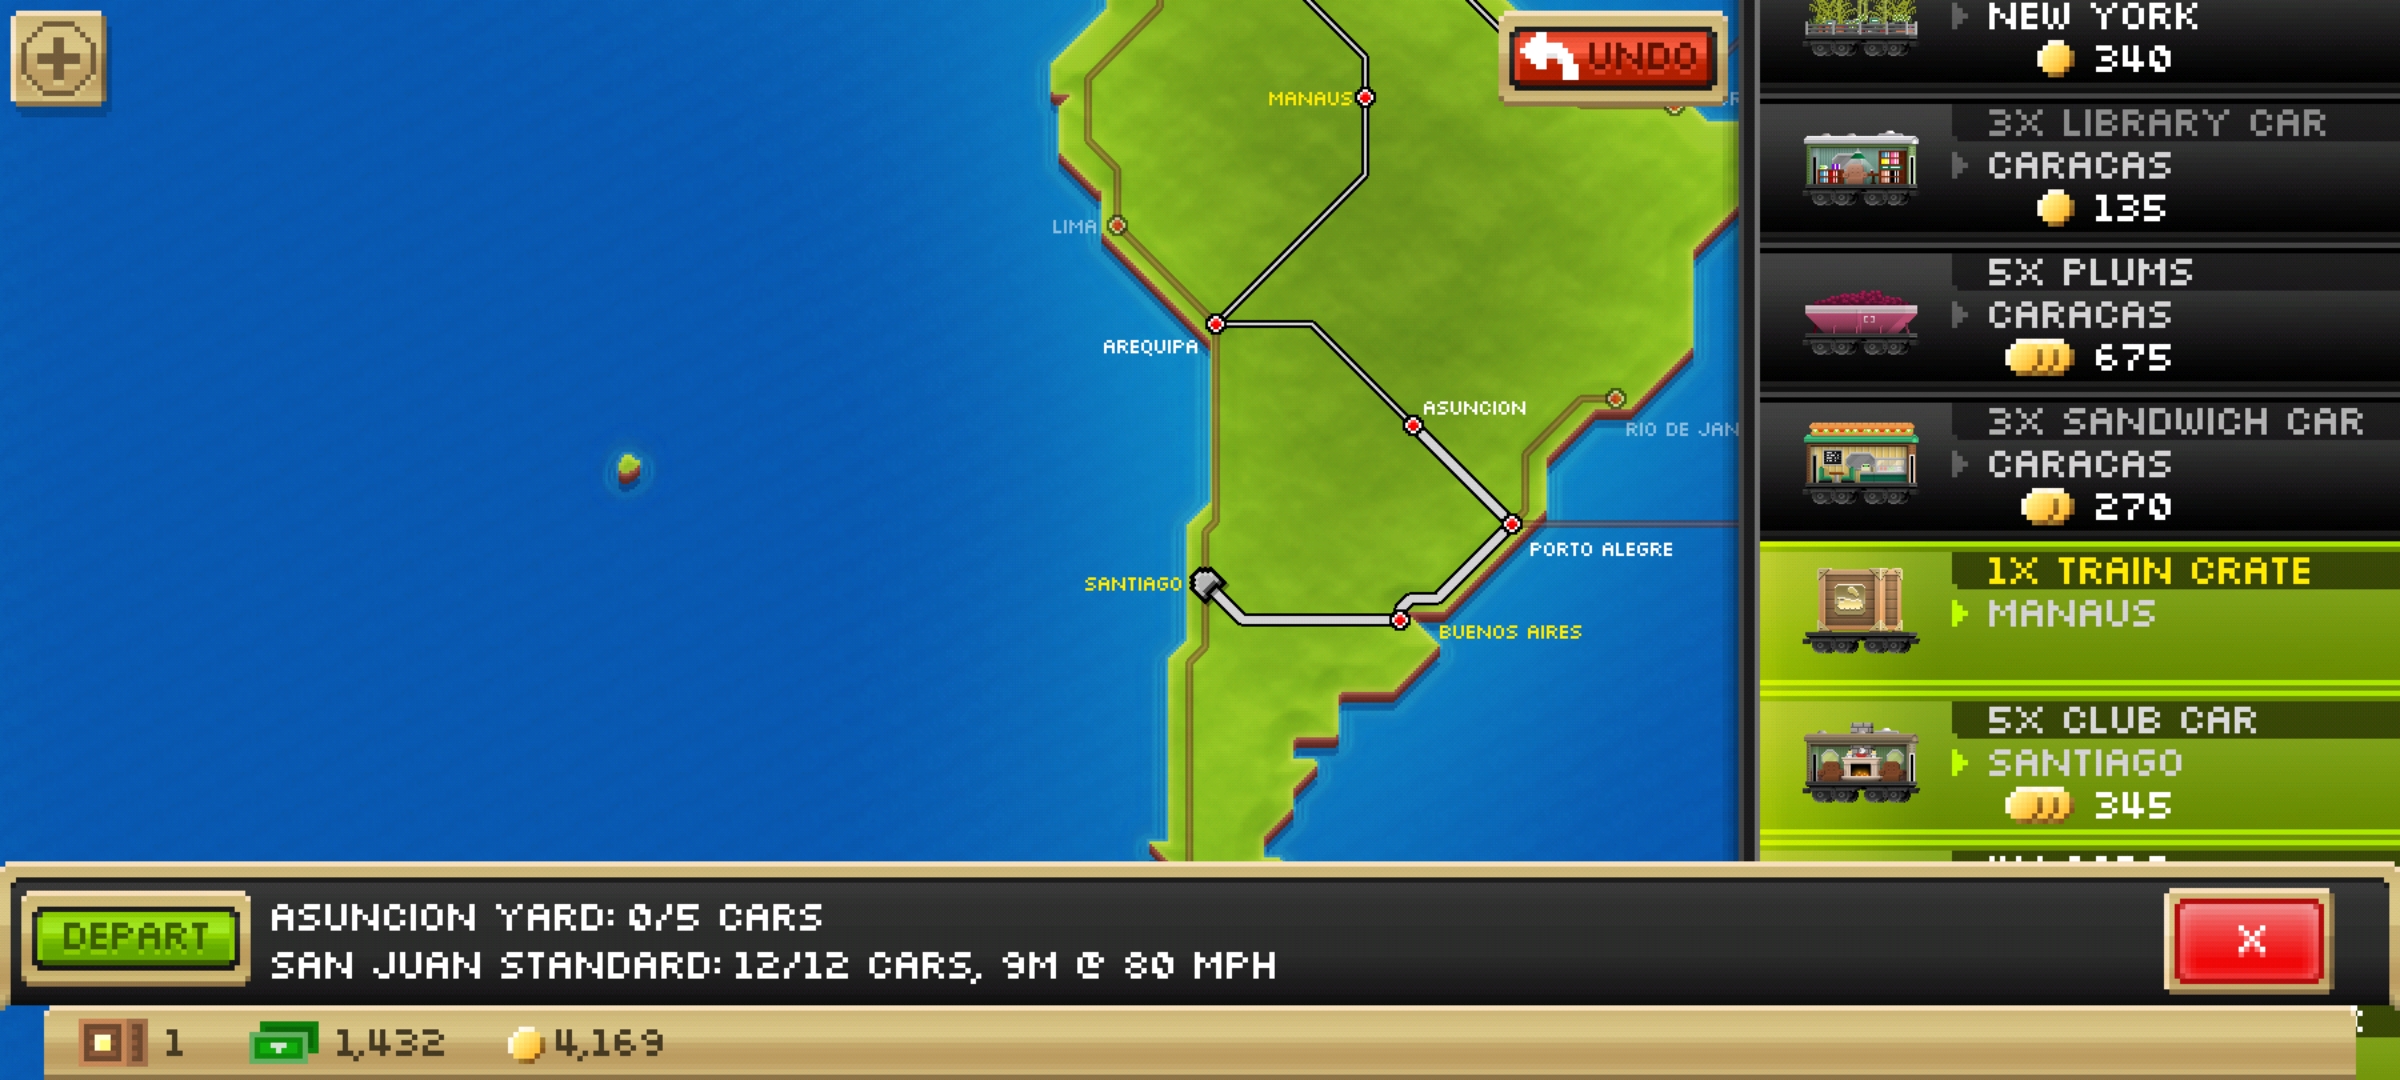 UNDO
MANAUS
LIMA
AREQUIPA
ASUNCION
RIO DE JAN
PORTO ALEGRE
SANTIAGO
BUENOS AIRES
NEW YORK
340
3X LIBRARY CAR
CARACAS
135
5X PLUMS
CARACAS
675
3X SANDWICH CAR
CARACAS
270
1X TRAIN CRATE
MANAUS
5X CLUB CAR
SANTIAGO
345
DEPART
ASUNCION YARD: 0/5 CARS
SAN JUAN STANDARD: 12/12 CARS, 9M @ 80 MPH
X
1
1,432
4,169